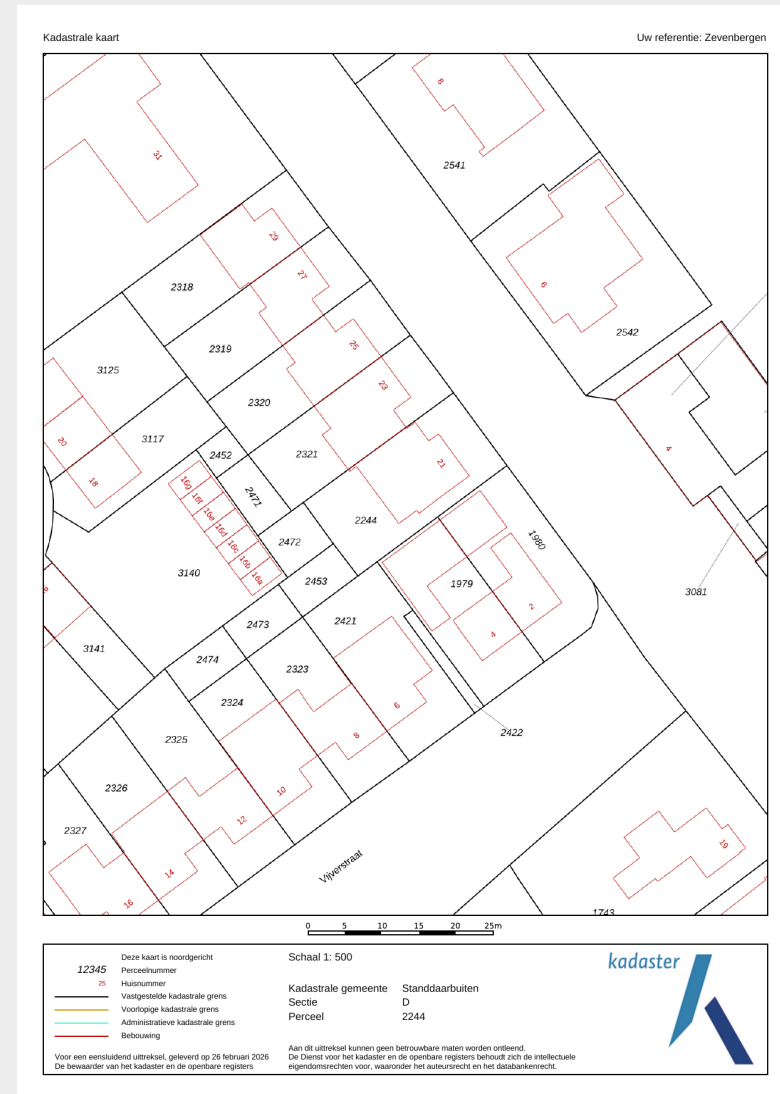 Kadastrale kaart
Uw referentie: Zevenbergen
8
31
2541
29
27
6
2318
2542
25
2319
3125
23
2320
20
3117
4
18
2452
2321
21
16g
2471
16f
16e
2244
16d
2472
1980
16c
16b
3140
16a
2453
1979
3081
2
2473
2421
4
3141
2474
2323
2324
6
2422
8
2325
2326
10
12
2327
19
14
Vijverstraat
16
1743
0 5 10 15 20 25m
Deze kaart is noordgericht
12345 Perceelnummer
25 Huisnummer
Vastgestelde kadastrale grens
Voorlopige kadastrale grens
Administratieve kadastrale grens
Bebouwing
Voor een eensluidend uittreksel, geleverd op 26 februari 2026
De bewaarder van het kadaster en de openbare registers
Schaal 1: 500
Kadastrale gemeente Standdaarbuiten
Sectie D
Perceel 2244
Aan dit uittreksel kunnen geen betrouwbare maten worden ontleend.
De Dienst voor het kadaster en de openbare registers behoudt zich de intellectuele
eigendomsrechten voor, waaronder het auteursrecht en het databankenrecht.
kadaster